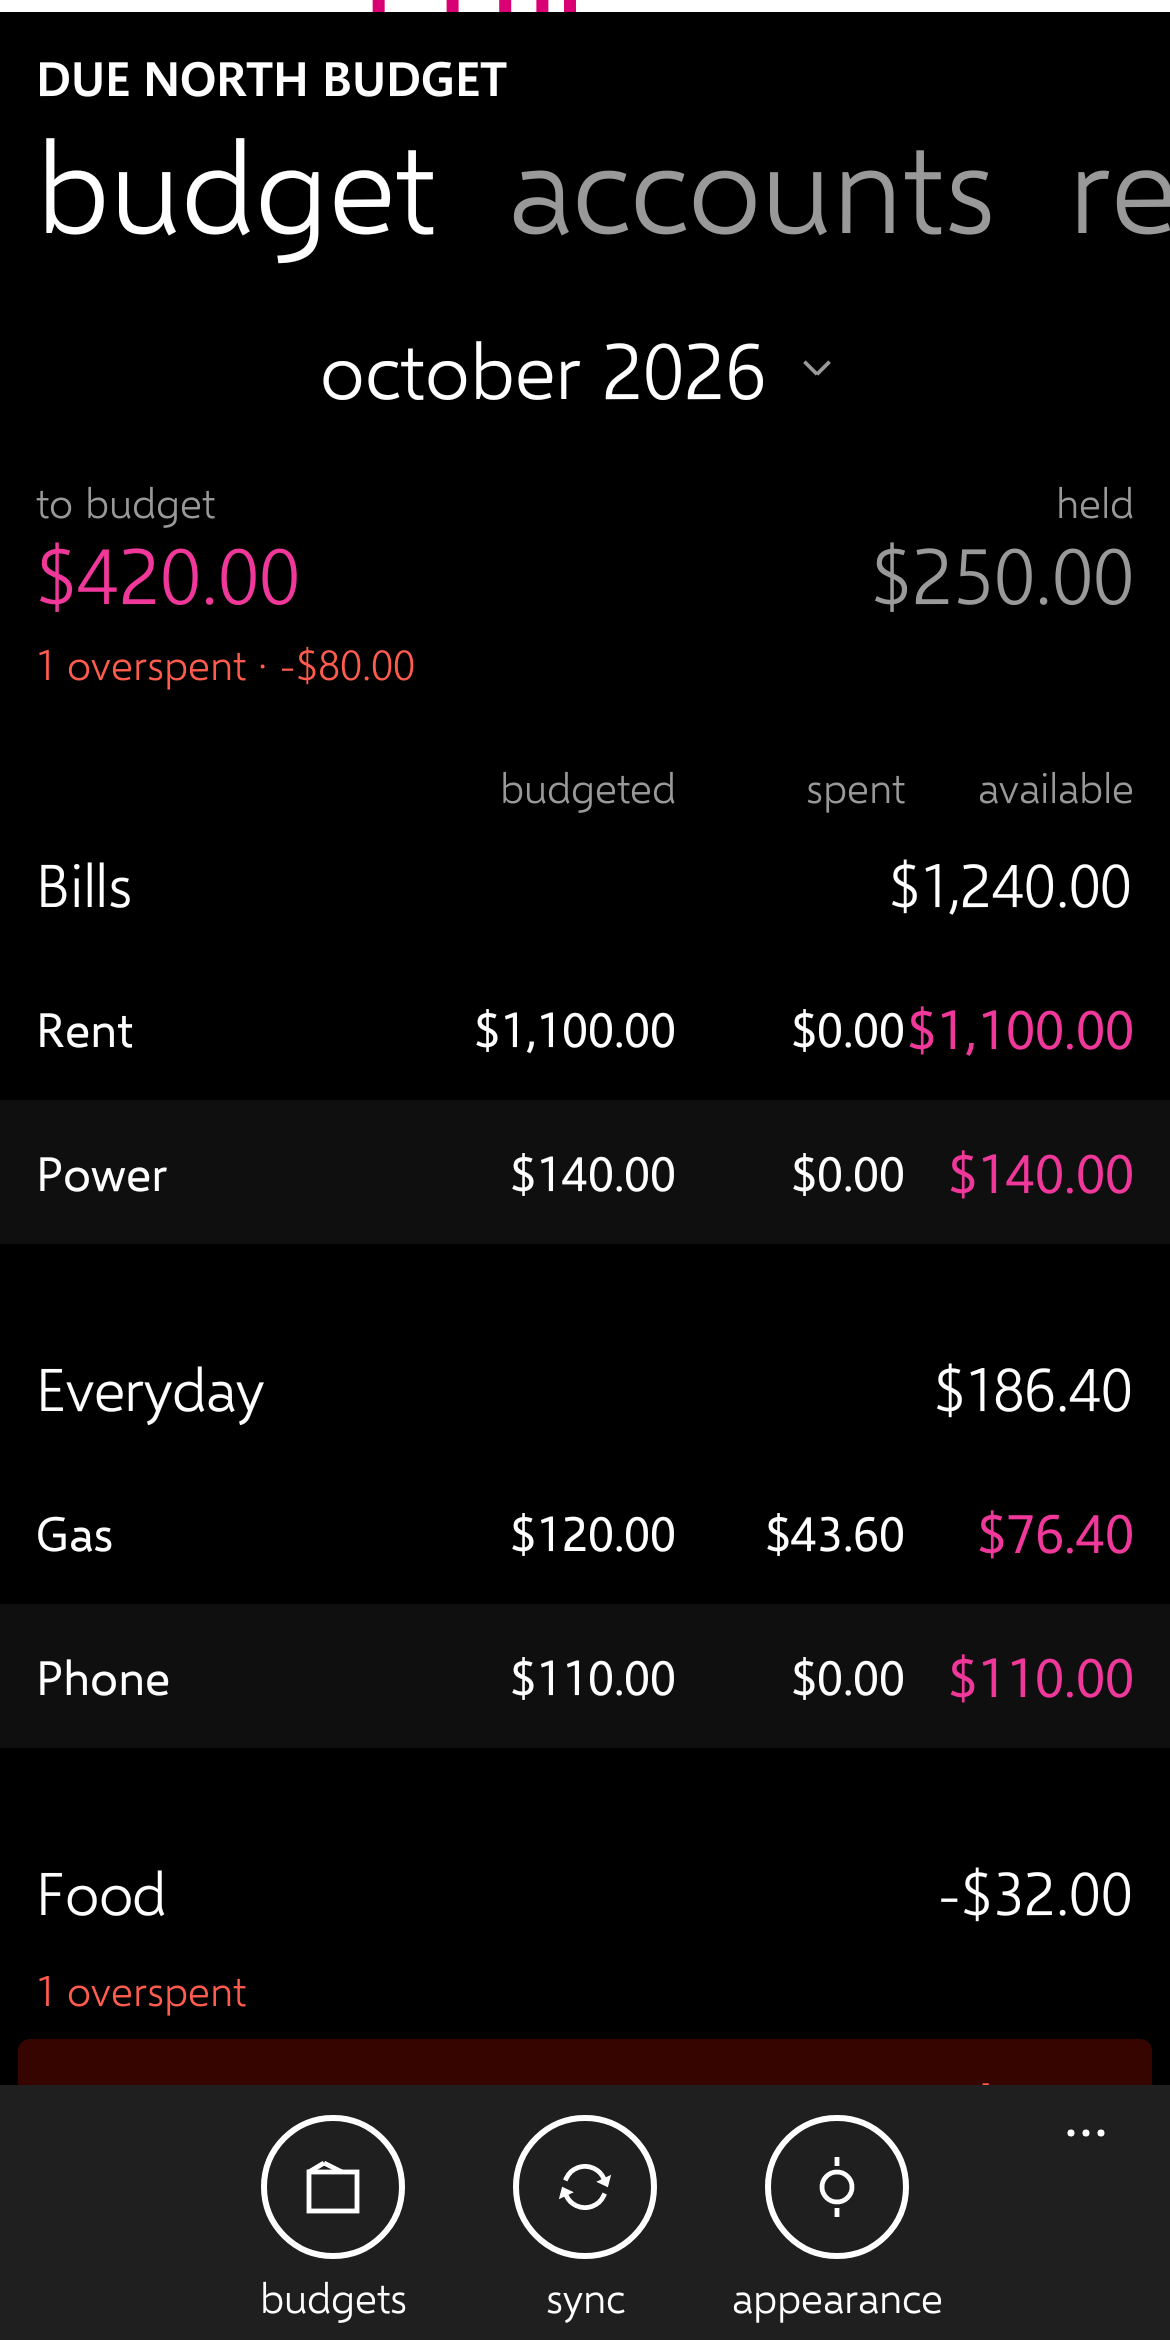 DUE NORTH BUDGET
budget accounts re
october 2026
to budget held
$420.00 $250.00
1 overspent · -$80.00
budgeted spent available
Bills $1,240.00
Rent $1,100.00 $0.00 $1,100.00
Power $140.00 $0.00 $140.00
Everyday $186.40
Gas $120.00 $43.60 $76.40
Phone $110.00 $0.00 $110.00
Food -$32.00
1 overspent
...
budgets sync appearance